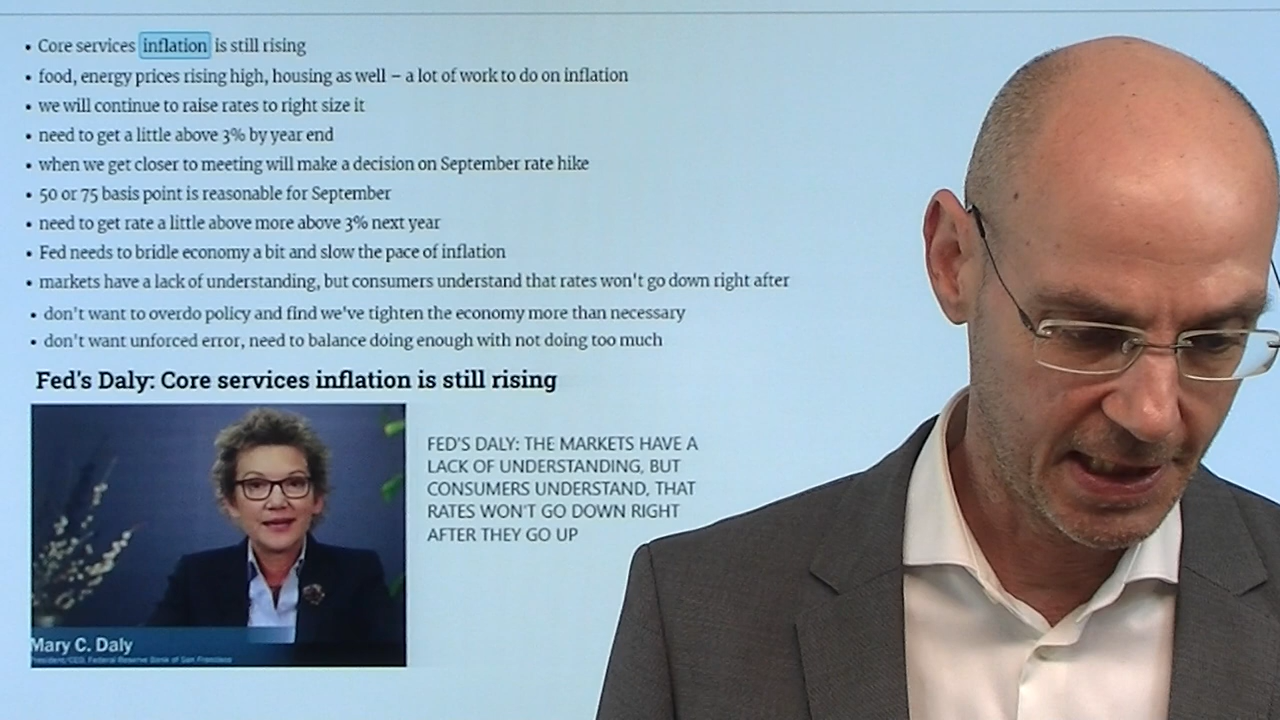 • Core services inflation is still rising
• food, energy prices rising high, housing as well – a lot of work to do on inflation
• we will continue to raise rates to right size it
• need to get a little above 3% by year end
• when we get closer to meeting will make a decision on September rate hike
• 50 or 75 basis point is reasonable for September
• need to get rate a little above more above 3% next year
• Fed needs to bridle economy a bit and slow the pace of inflation
• markets have a lack of understanding, but consumers understand that rates won't go down right after
• don't want to overdo policy and find we've tighten the economy more than necessary
• don't want unforced error, need to balance doing enough with not doing too much
Fed's Daly: Core services inflation is still rising
FED'S DALY: THE MARKETS HAVE A
LACK OF UNDERSTANDING, BUT
CONSUMERS UNDERSTAND, THAT
RATES WON'T GO DOWN RIGHT
AFTER THEY GO UP
Mary C. Daly
President/CEO, Federal Reserve Bank of San Francisco